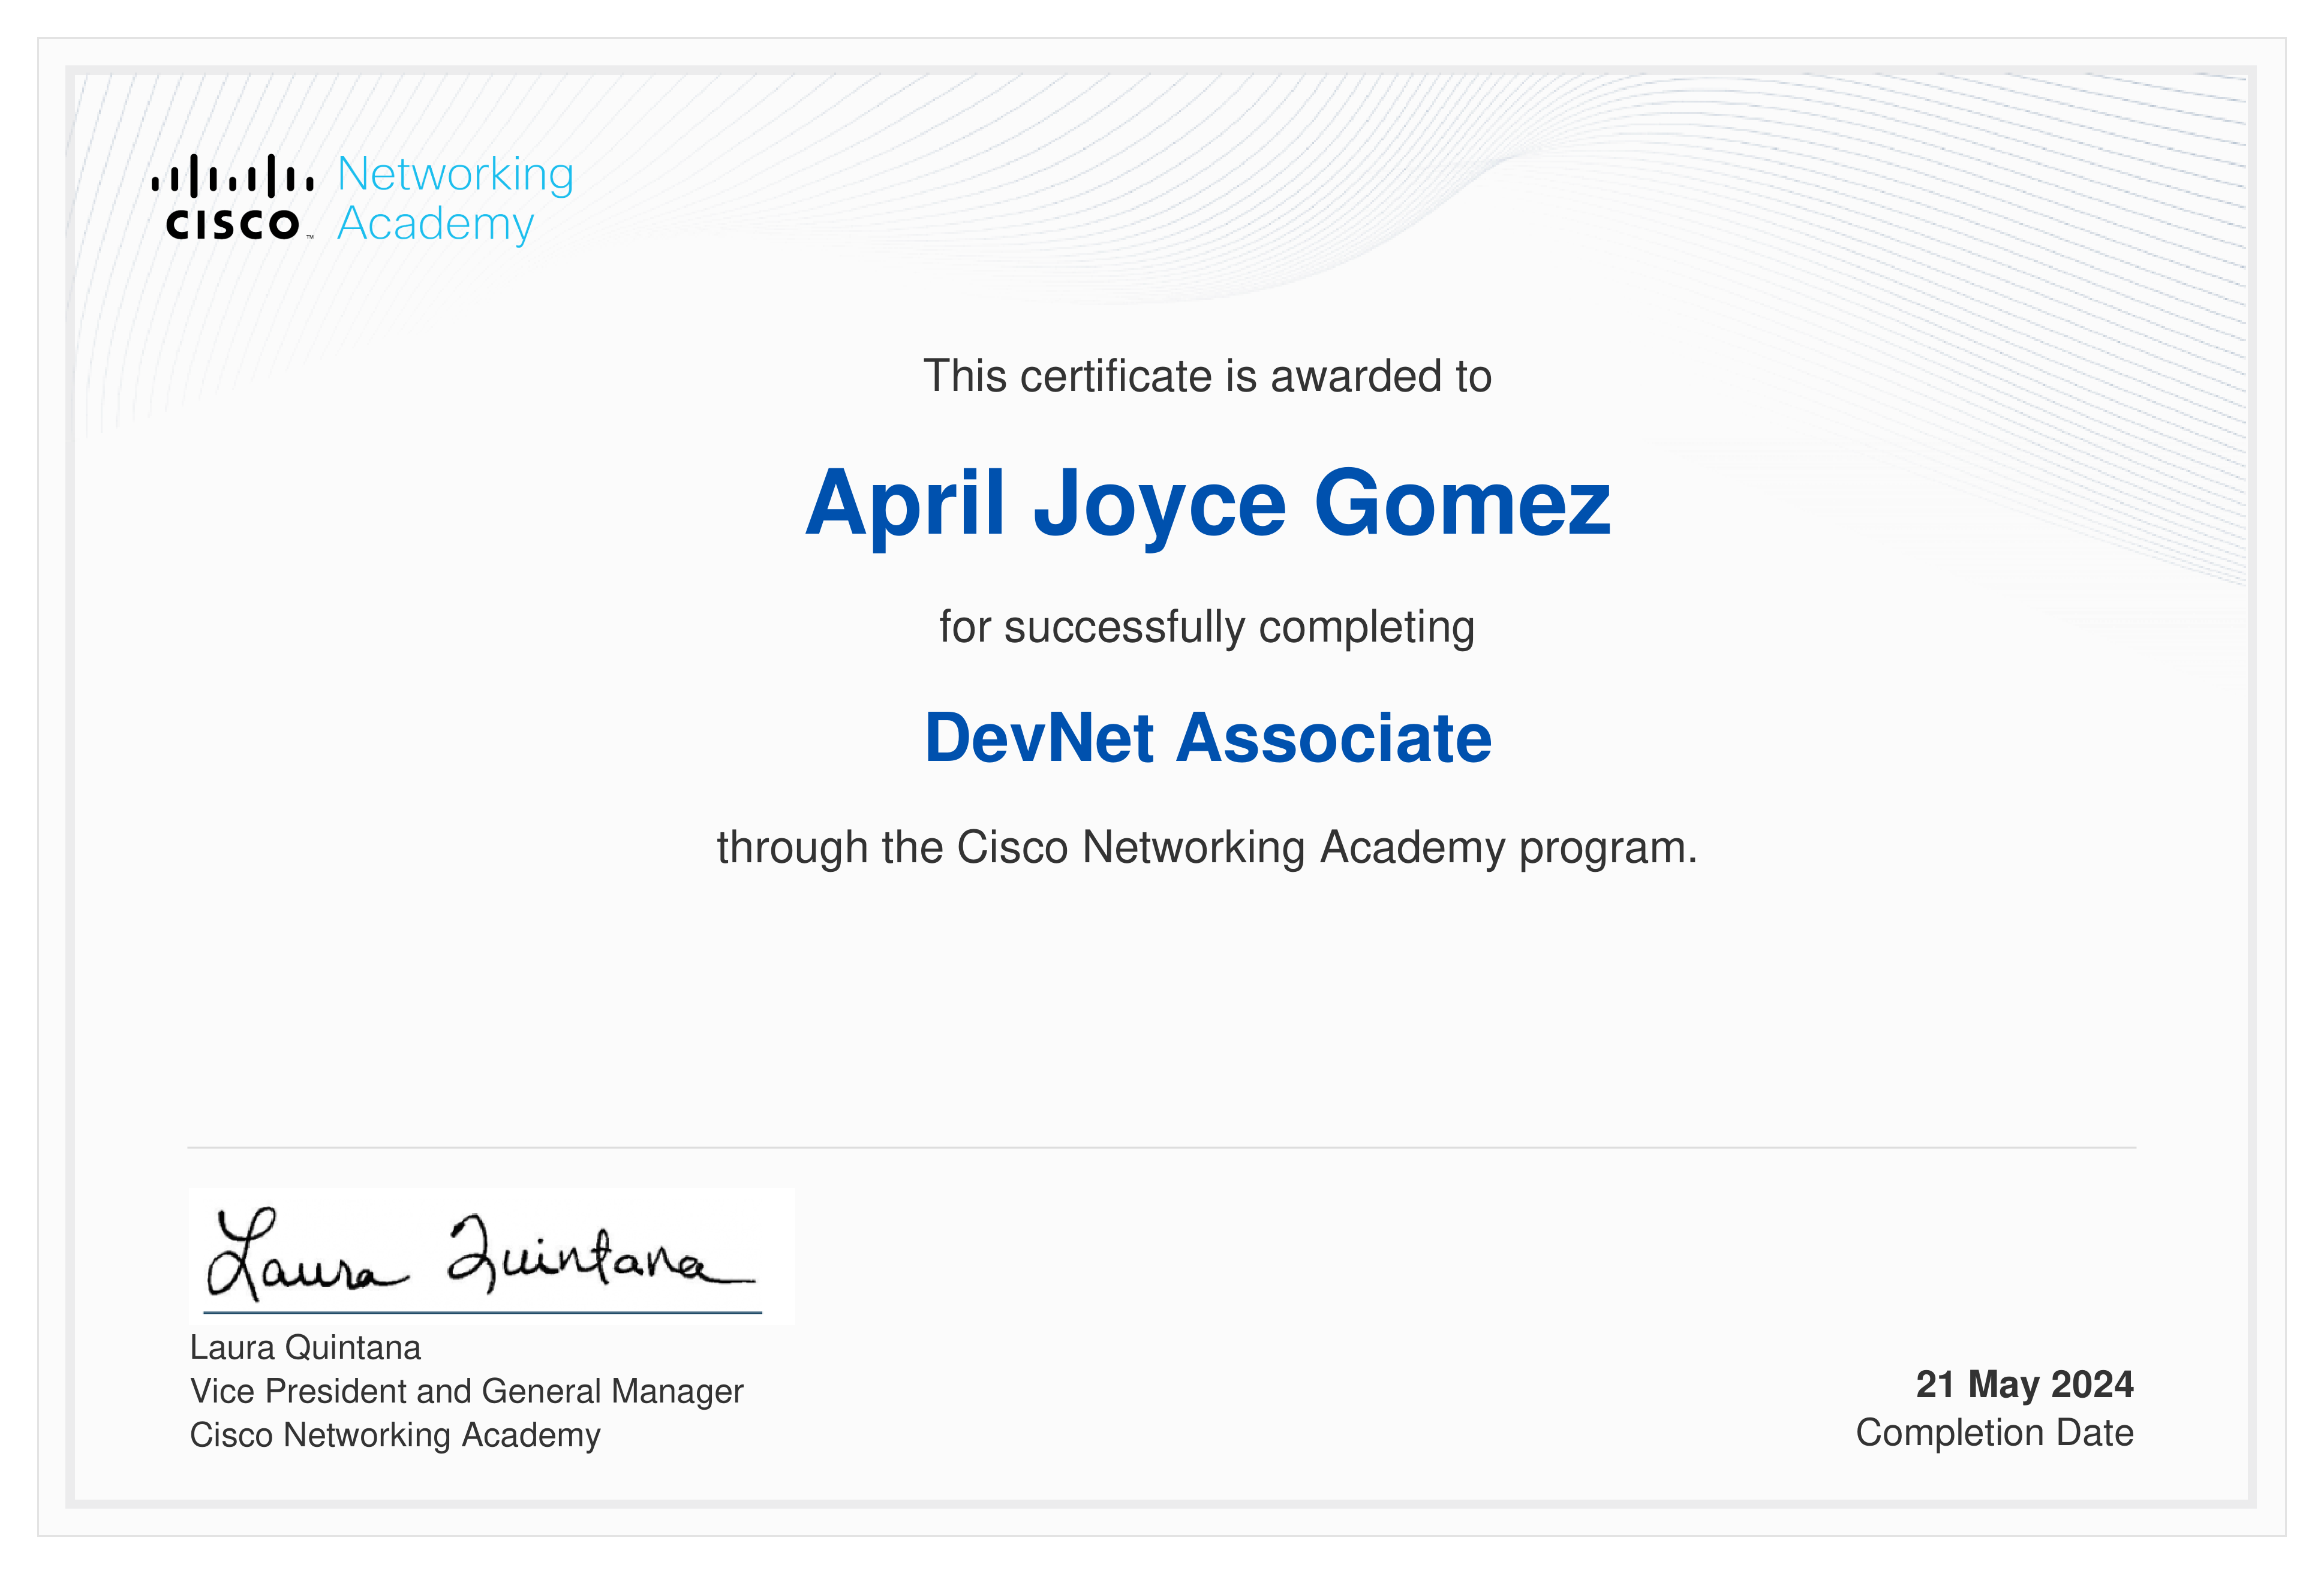 Networking
CISCO™ Academy
This certificate is awarded to
April Joyce Gomez
for successfully completing
DevNet Associate
through the Cisco Networking Academy program.
Laura Quintana
Laura Quintana
Vice President and General Manager
Cisco Networking Academy
21 May 2024
Completion Date